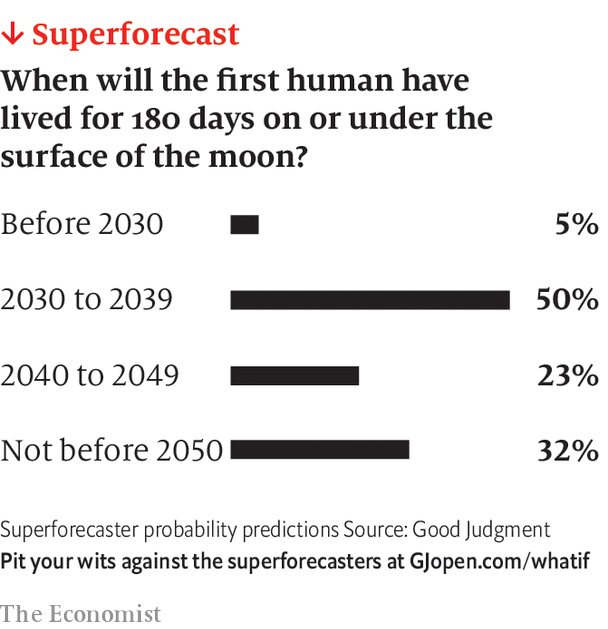 ↓ Superforecast
When will the first human have
lived for 180 days on or under the
surface of the moon?
Before 2030 5%
2030 to 2039 50%
2040 to 2049 23%
Not before 2050 32%
Superforecaster probability predictions Source: Good Judgment
Pit your wits against the superforecasters at GJopen.com/whatif
The Economist